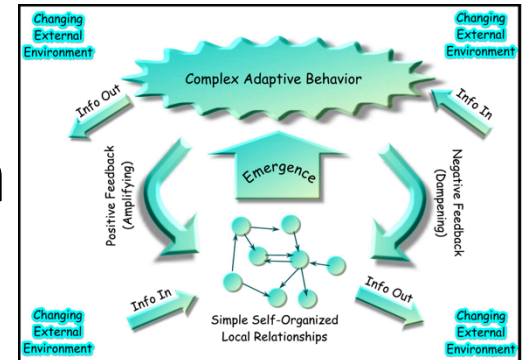 Changing
External
Environment
Changing
External
Environment
Complex Adaptive Behavior
Info Out
Info In
Positive Feedback
(Amplifying)
Emergence
Negative Feedback
(Dampening)
Info In
Info Out
Simple Self-Organized
Local Relationships
Changing
External
Environment
Changing
External
Environment